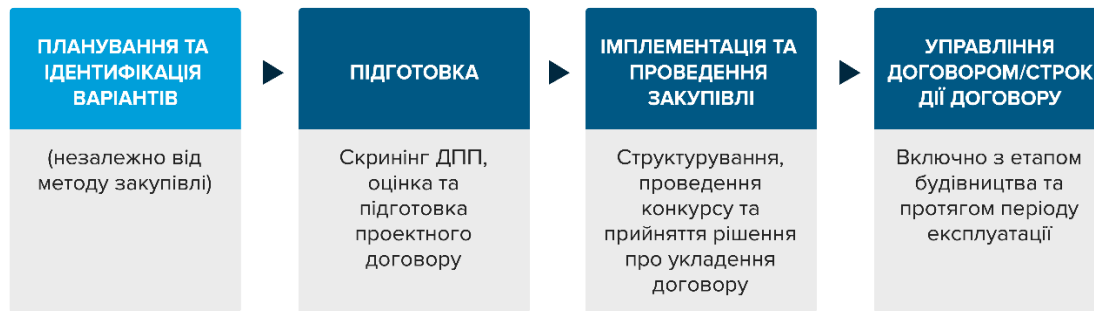 ПЛАНУВАННЯ ТА
ІДЕНТИФІКАЦІЯ
ВАРІАНТІВ
(незалежно від
методу закупівлі)
ПІДГОТОВКА
Скринінг ДПП,
оцінка та
підготовка
проектного
договору
ІМПЛЕМЕНТАЦІЯ ТА
ПРОВЕДЕННЯ
ЗАКУПІВЛІ
Структурування,
проведення
конкурсу та
прийняття рішення
про укладення
договору
УПРАВЛІННЯ
ДОГОВОРОМ/СТРОК
ДІЇ ДОГОВОРУ
Включно з етапом
будівництва та
протягом періоду
експлуатації